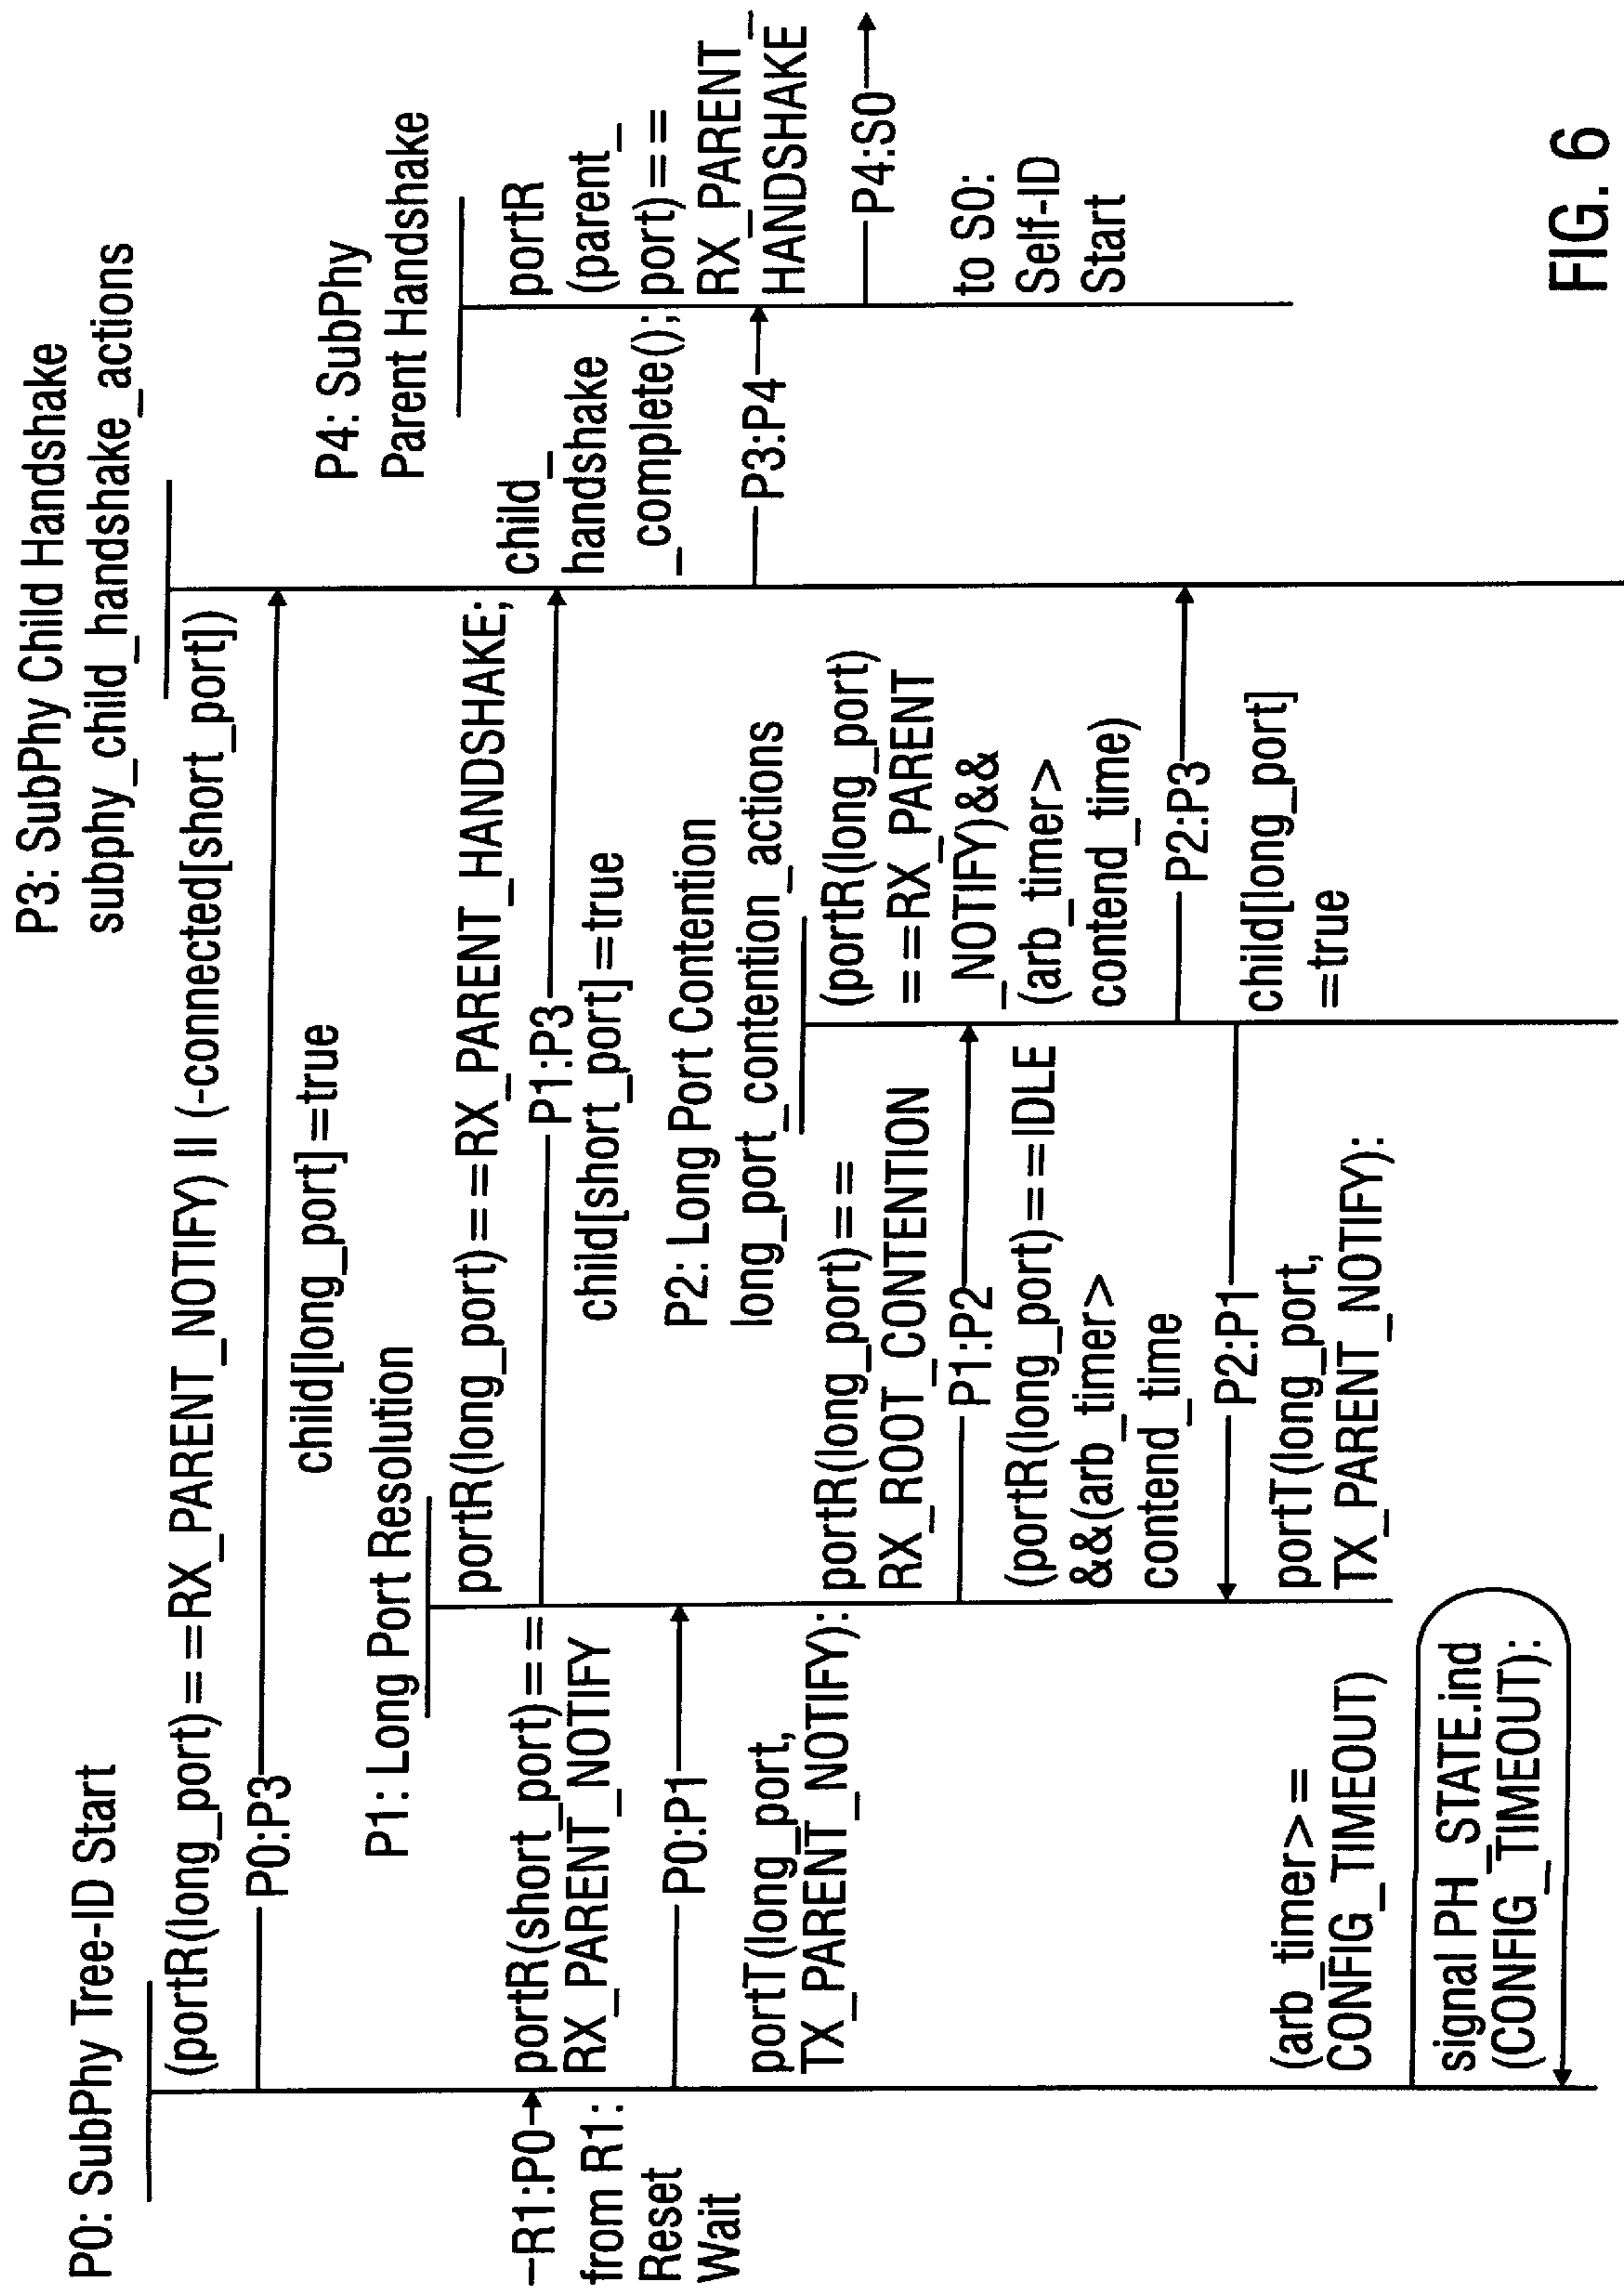 P0: SubPhy Tree-ID Start
(portR(long_port)===RX_PARENT_NOTIFY) || (-connected[short_port])
P0:P3
child[long_port]=true
P3: SubPhy Child Handshake
subphy_child_handshake_actions
P1: Long Port Resolution
portR(long_port)==RX_PARENT_HANDSHAKE;
P1:P3
child[short_port]=true
P4: SubPhy
Parent Handshake
–R1:P0
from R1:
Reset
Wait
portR(short_port)==
RX_PARENT_NOTIFY
P0:P1
portT(long_port,
TX_PARENT_NOTIFY):
P2: Long Port Contention
long_port_contention_actions
portR(long_port)==
RX_ROOT_CONTENTION
P1:P2
(portR(long_port)==IDLE
&&(arb_timer>
contend_time
P2:P1
portT(long_port,
TX_PARENT_NOTIFY):
(portR(long_port)
===RX_PARENT
_NOTIFY)&&
(arb_timer>
contend_time)
P2:P3
child[long_port]
=true
child_
handshake
_complete();
P3:P4
portR
(parent_
port)==
RX_PARENT_
HANDSHAKE
P4:S0
to S0:
Self-ID
Start
(arb_timer>=
CONFIG_TIMEOUT)
signal PH_STATE.ind
(CONFIG_TIMEOUT):
FIG. 6